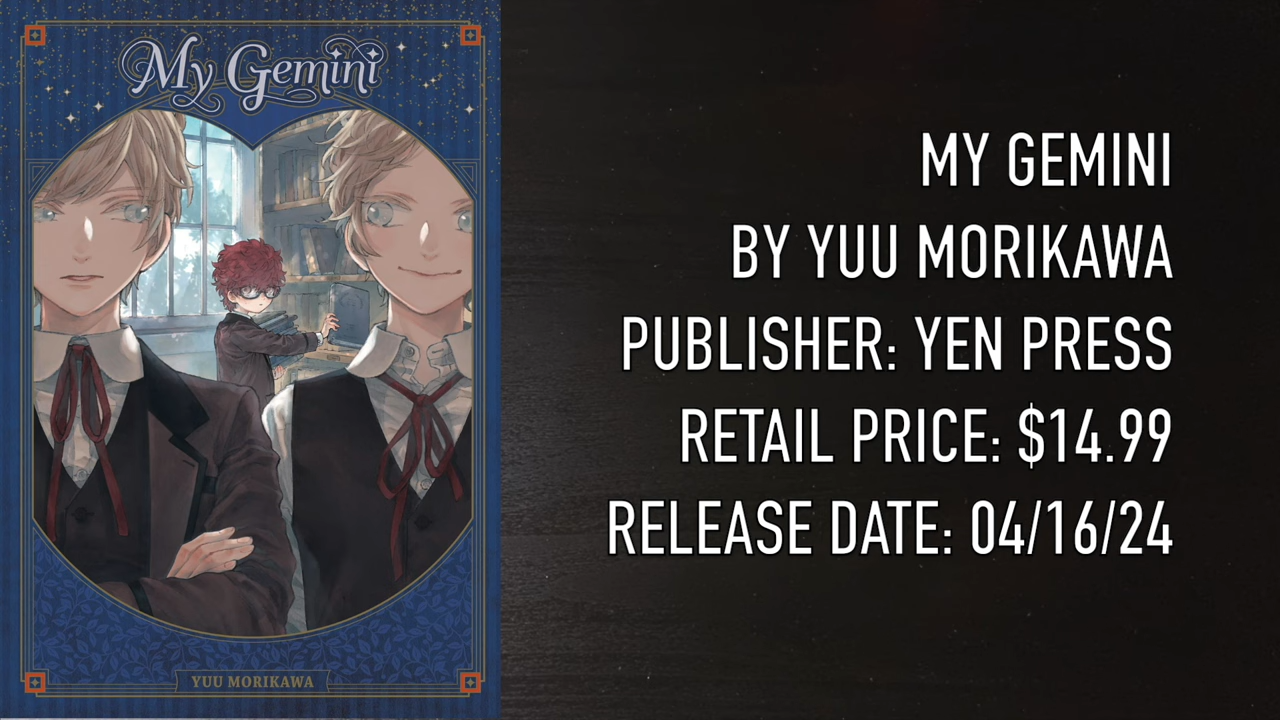 My Gemini
YUU MORIKAWA
MY GEMINI
BY YUU MORIKAWA
PUBLISHER: YEN PRESS
RETAIL PRICE: $14.99
RELEASE DATE: 04/16/24